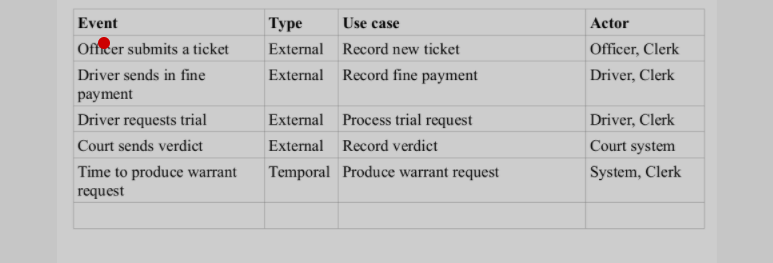 Event Type Use case Actor
Officer submits a ticket External Record new ticket Officer, Clerk
Driver sends in fine External Record fine payment Driver, Clerk
payment
Driver requests trial External Process trial request Driver, Clerk
Court sends verdict External Record verdict Court system
Time to produce warrant Temporal Produce warrant request System, Clerk
request